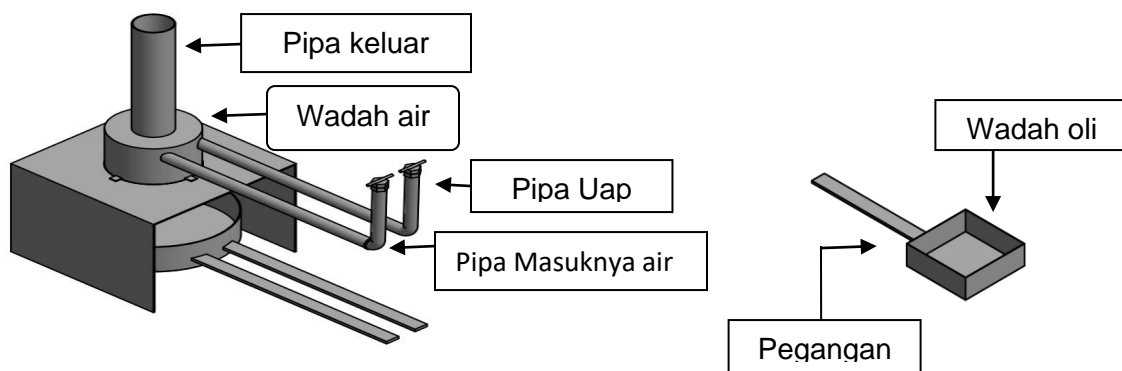 Pipa keluar
Wadah air
Wadah oli
Pipa Uap
Pipa Masuknya air
Pegangan